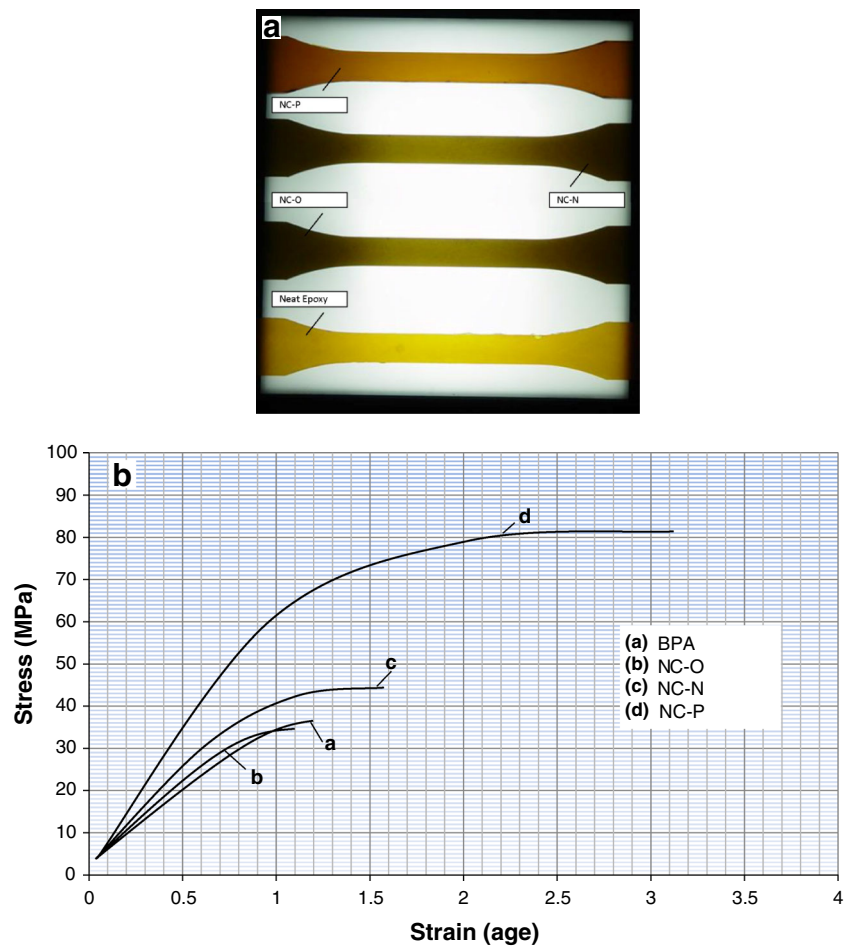 a
NC-P
NC-O
NC-N
Neat Epoxy
b
100
90
80
70
60
50
40
30
20
10
0
Stress (MPa)
d
c
a
b
(a) BPA
(b) NC-O
(c) NC-N
(d) NC-P
0 0.5 1 1.5 2 2.5 3 3.5 4
Strain (age)